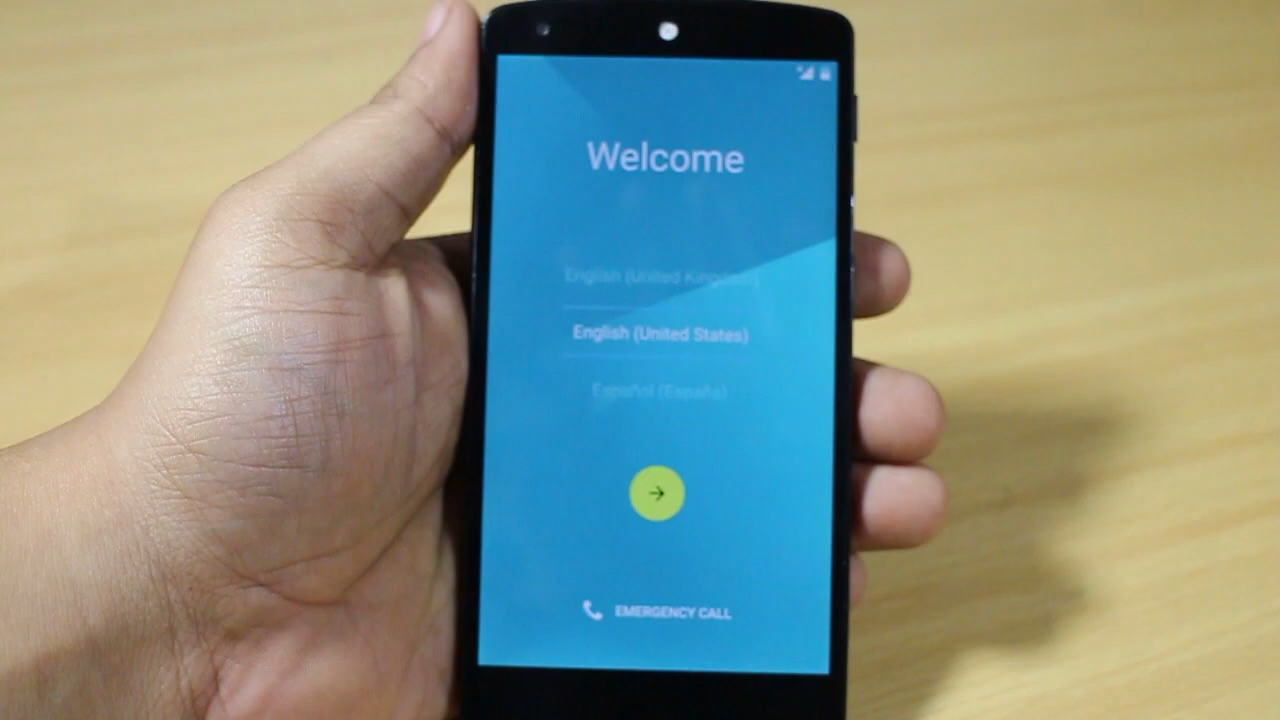 Welcome
English (United Kingdom)
English (United States)
Español (España)
EMERGENCY CALL